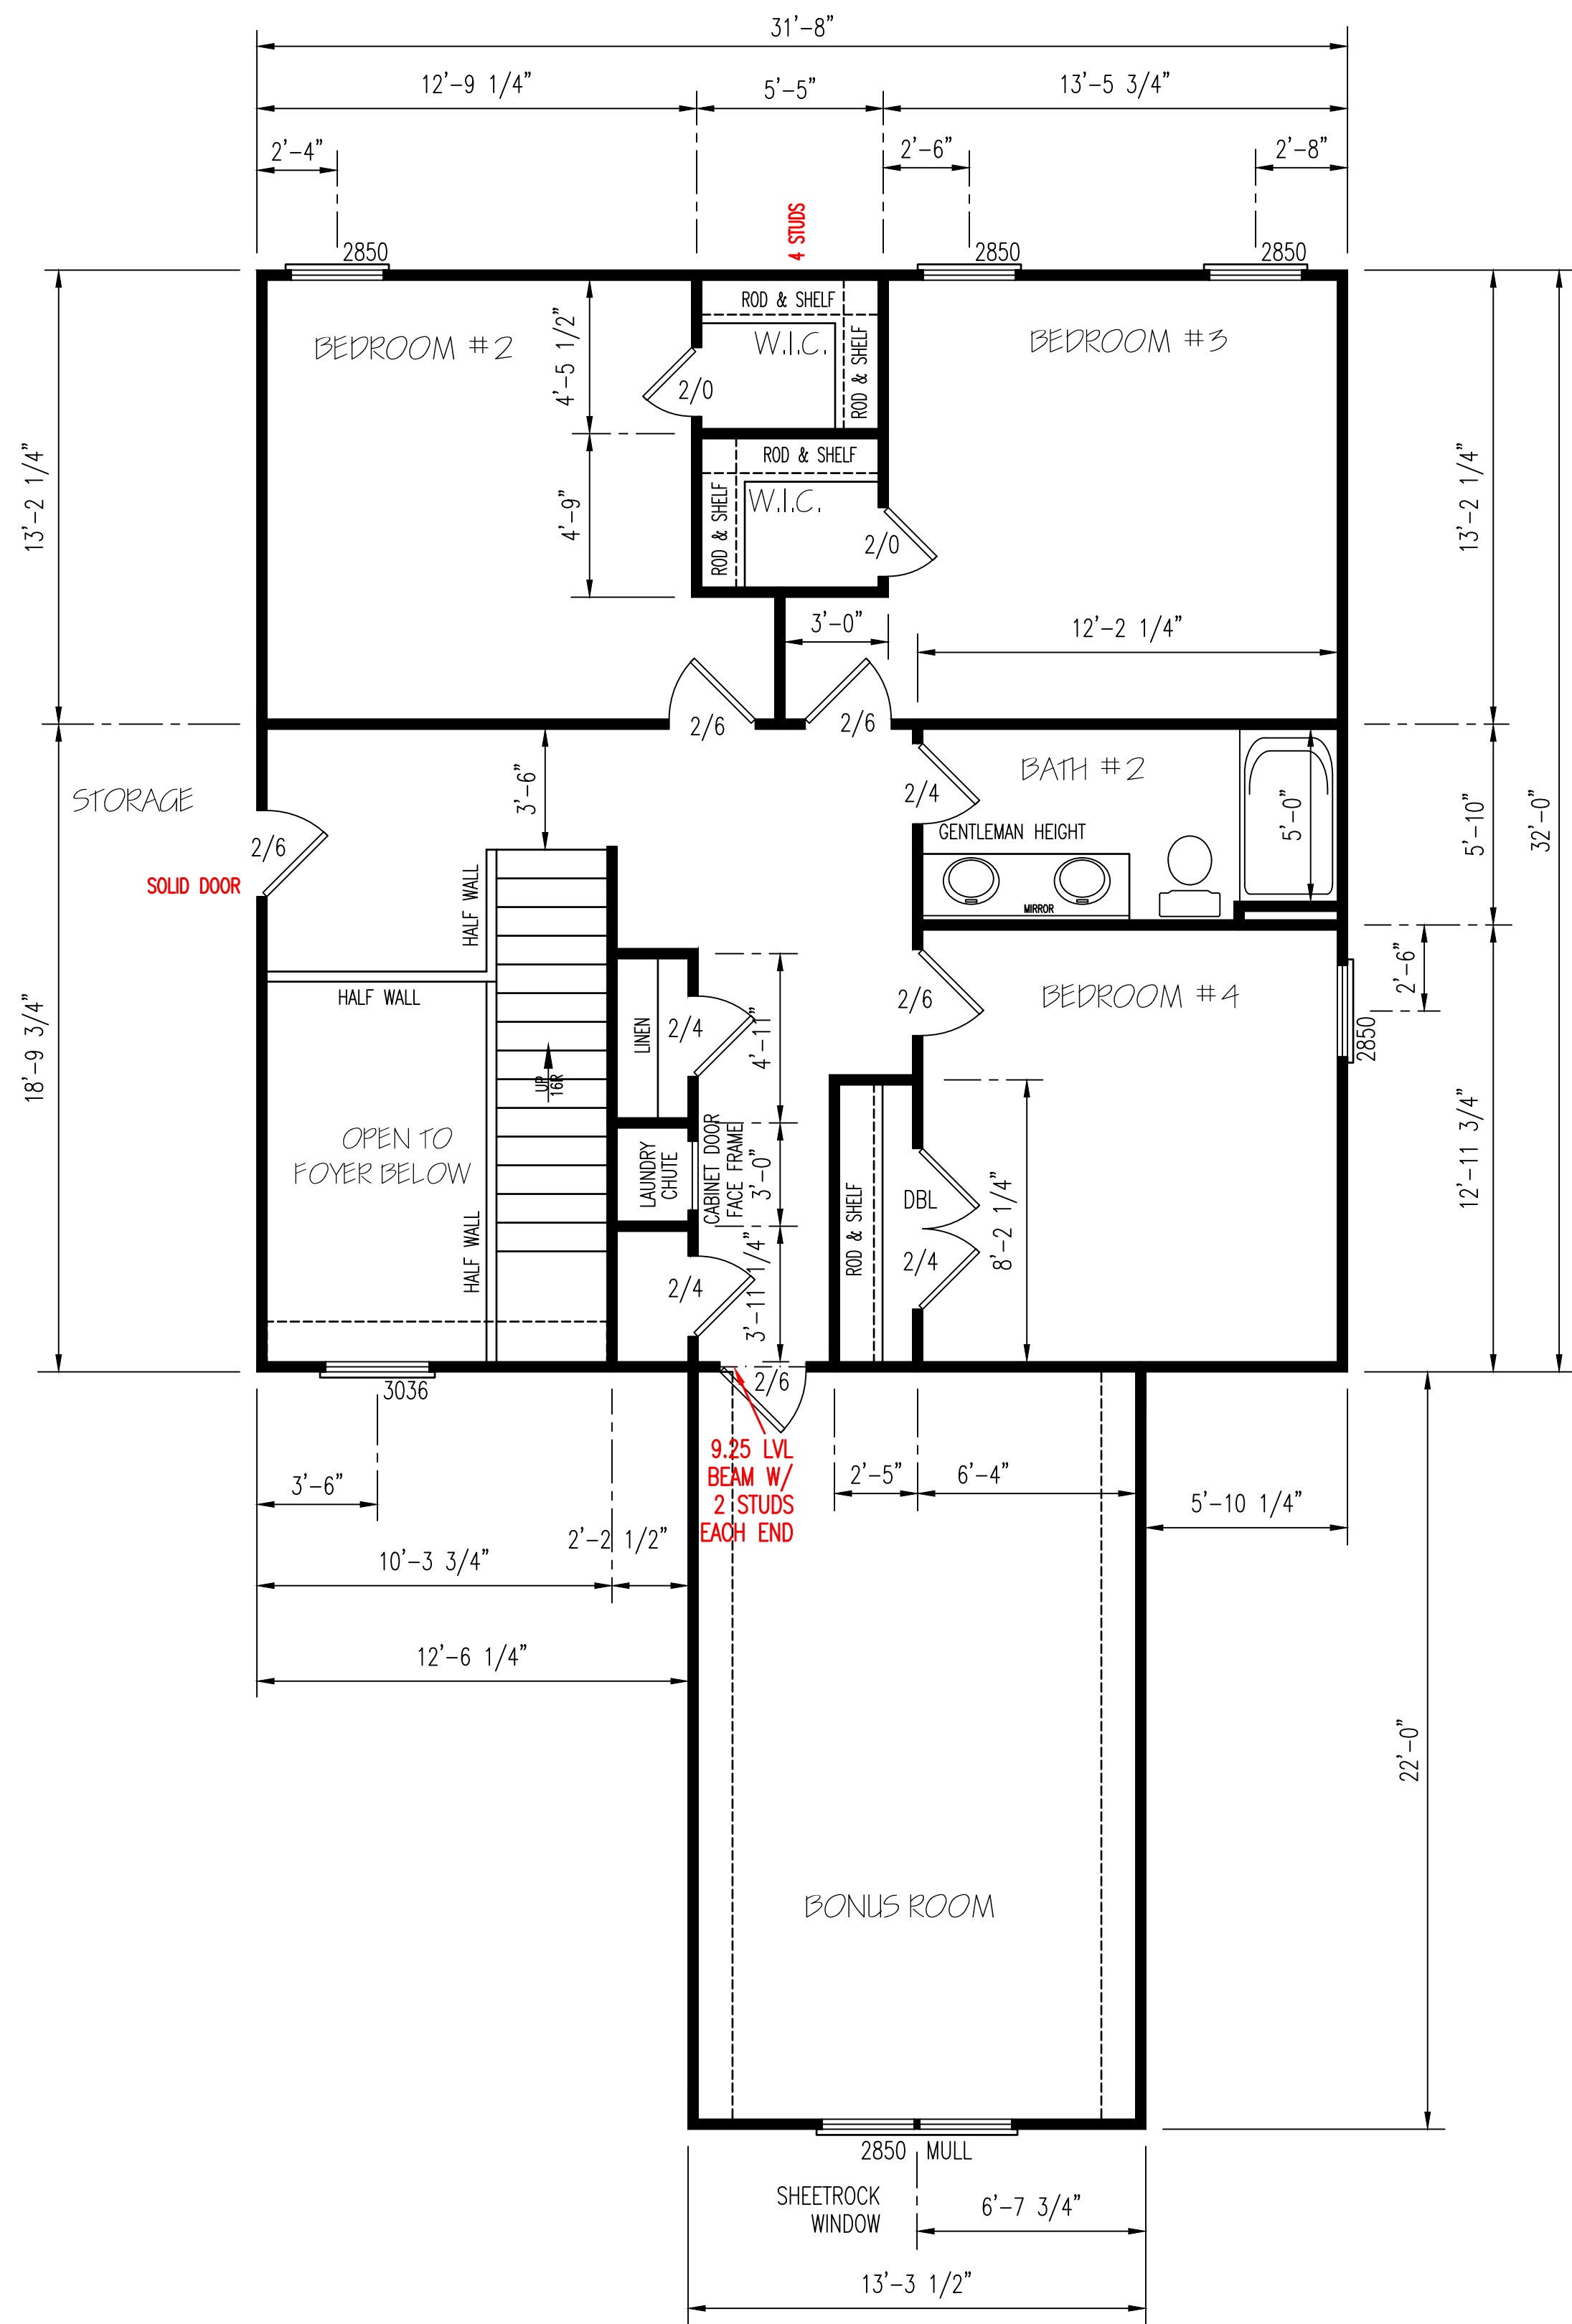 31'-8"
12'-9 1/4"
5'-5"
13'-5 3/4"
2'-4"
2'-6"
2'-8"
4 STUDS
2850
2850
2850
ROD & SHELF
BEDROOM #2
4'-5 1/2"
W.I.C.
ROD & SHELF
BEDROOM #3
2/0
13'-2 1/4"
4'-9"
ROD & SHELF
ROD & SHELF
W.I.C.
2/0
13'-2 1/4"
3'-0"
12'-2 1/4"
2/6
2/6
STORAGE
3'-6"
BATH #2
2/4
5'-0"
5'-10"
32'-0"
GENTLEMAN HEIGHT
2/6
SOLID DOOR
HALF WALL
MIRROR
2'-6"
HALF WALL
2/6
BEDROOM #4
18'-9 3/4"
LINEN
2/4
4'-11"
2850
UP
16R
OPEN TO
FOYER BELOW
LAUNDRY
CHUTE
CABINET DOOR
FACE FRAME
3'-0"
12'-11 3/4"
HALF WALL
ROD & SHELF
DBL
2/4
8'-2 1/4"
2/4
3'-11 1/4"
3036
2/6
9.25 LVL
BEAM W/
2 STUDS
EACH END
3'-6"
2'-5"
6'-4"
5'-10 1/4"
2'-2 1/2"
10'-3 3/4"
12'-6 1/4"
22'-0"
BONUS ROOM
2850 MULL
SHEETROCK
WINDOW
6'-7 3/4"
13'-3 1/2"